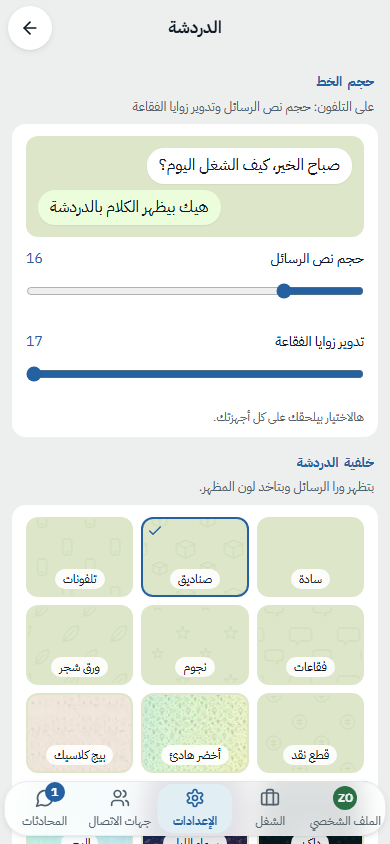 الدردشة
حجم الخط
على التلفون: حجم نص الرسائل وتدوير زوايا الفقاعة
صباح الخير، كيف الشغل اليوم؟
هيك بيظهر الكلام بالدردشة
حجم نص الرسائل 16
تدوير زوايا الفقاعة 17
هالاختيار بيلحقك على كل أجهزتك.
خلفية الدردشة
بتظهر ورا الرسائل وبتاخد لون المظهر.
سادة صناديق تلفونات
فقاعات نجوم ورق شجر
قطع نقد أخضر هادئ بيج كلاسيك
ZO 1
الملف الشخصي الشغل الإعدادات جهات الاتصال المحادثات